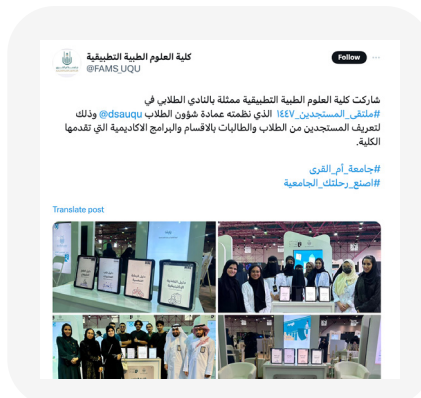 كلية العلوم الطبية التطبيقية
@FAMS_UQU
Follow
شاركت كلية العلوم الطبية التطبيقية ممثلة بالنادي الطلابي في
#ملتقى_المستجدين_١٤٤٧ الذي نظمته عمادة شؤون الطلاب @dsauqu وذلك
لتعريف المستجدين من الطلاب والطالبات بالاقسام والبرامج الاكاديمية التي تقدمها
الكلية.
#جامعة_أم_القرى
#اصنع_رحلتك_الجامعية
Translate post